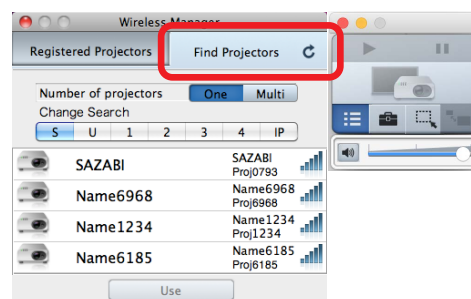 Wireless Manager
Registered Projectors Find Projectors
Number of projectors One Multi
Change Search
S U 1 2 3 4 IP
SAZABI SAZABI
Proj0793
Name6968 Name6968
Proj6968
Name1234 Name1234
Proj1234
Name6185 Name6185
Proj6185
Use